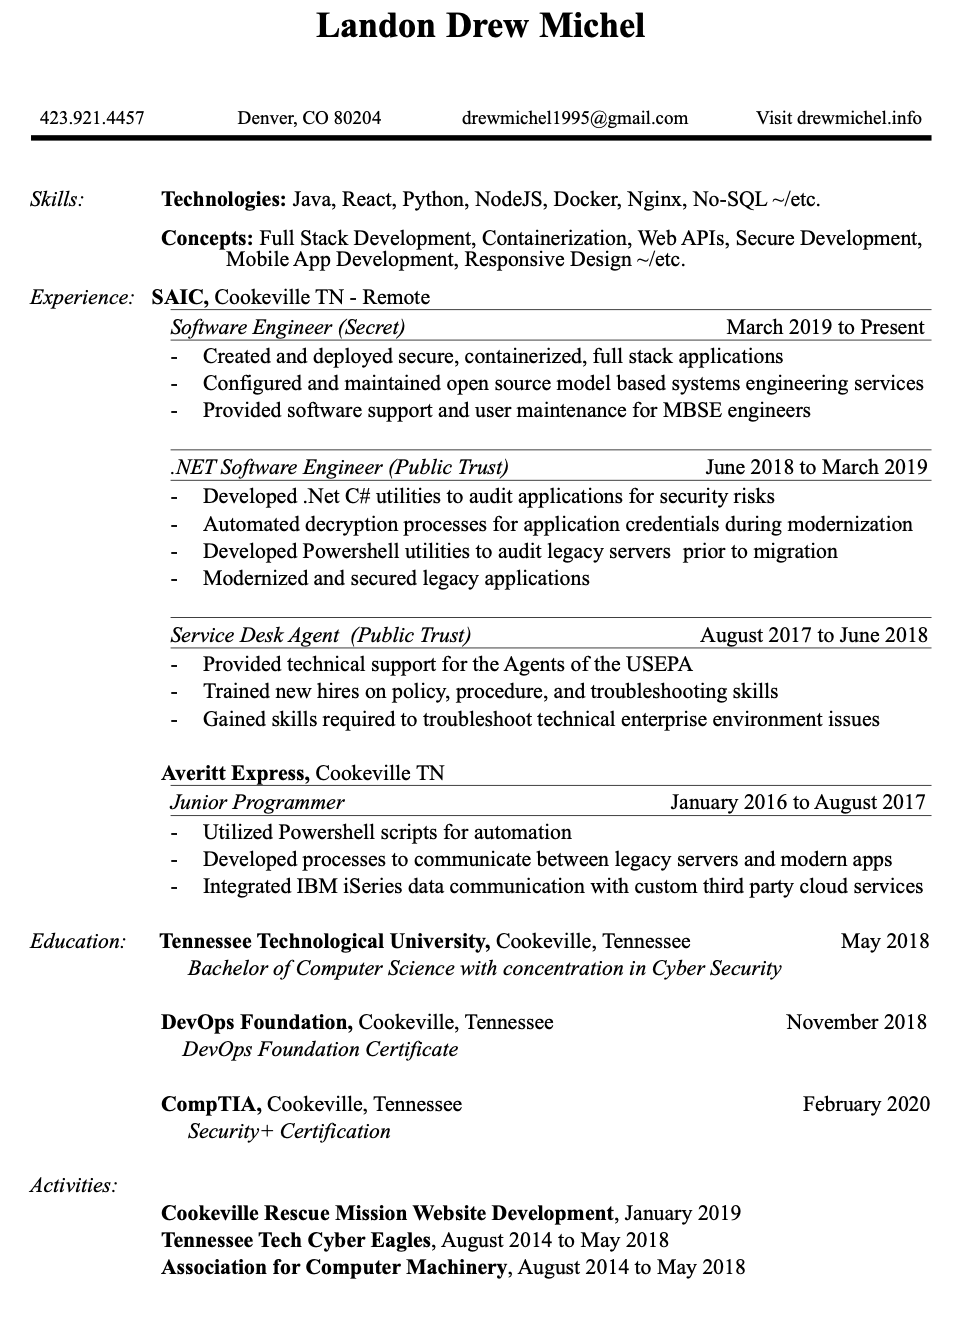 Landon Drew Michel
423.921.4457 Denver, CO 80204 drewmichel1995@gmail.com Visit drewmichel.info
Skills: Technologies: Java, React, Python, NodeJS, Docker, Nginx, No-SQL ~/etc.
Concepts: Full Stack Development, Containerization, Web APIs, Secure Development,
Mobile App Development, Responsive Design ~/etc.
Experience: SAIC, Cookeville TN - Remote
Software Engineer (Secret) March 2019 to Present
- Created and deployed secure, containerized, full stack applications
- Configured and maintained open source model based systems engineering services
- Provided software support and user maintenance for MBSE engineers
.NET Software Engineer (Public Trust) June 2018 to March 2019
- Developed .Net C# utilities to audit applications for security risks
- Automated decryption processes for application credentials during modernization
- Developed Powershell utilities to audit legacy servers  prior to migration
- Modernized and secured legacy applications
Service Desk Agent  (Public Trust) August 2017 to June 2018
- Provided technical support for the Agents of the USEPA
- Trained new hires on policy, procedure, and troubleshooting skills
- Gained skills required to troubleshoot technical enterprise environment issues
Averitt Express, Cookeville TN
Junior Programmer January 2016 to August 2017
- Utilized Powershell scripts for automation
- Developed processes to communicate between legacy servers and modern apps
- Integrated IBM iSeries data communication with custom third party cloud services
Education: Tennessee Technological University, Cookeville, Tennessee May 2018
Bachelor of Computer Science with concentration in Cyber Security
DevOps Foundation, Cookeville, Tennessee November 2018
DevOps Foundation Certificate
CompTIA, Cookeville, Tennessee February 2020
Security+ Certification
Activities:
Cookeville Rescue Mission Website Development, January 2019
Tennessee Tech Cyber Eagles, August 2014 to May 2018
Association for Computer Machinery, August 2014 to May 2018